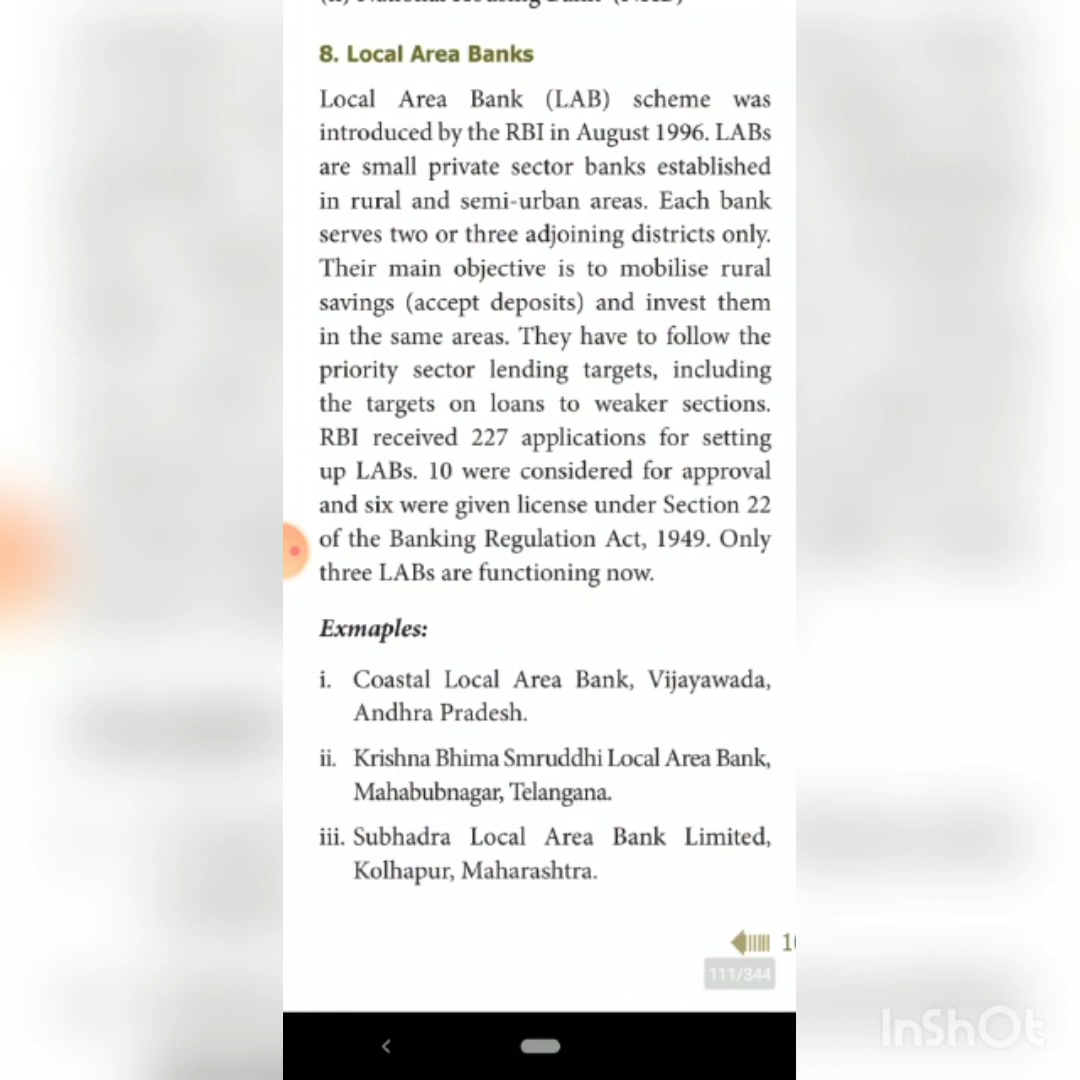 8. Local Area Banks
Local Area Bank (LAB) scheme was
introduced by the RBI in August 1996. LABs
are small private sector banks established
in rural and semi-urban areas. Each bank
serves two or three adjoining districts only.
Their main objective is to mobilise rural
savings (accept deposits) and invest them
in the same areas. They have to follow the
priority sector lending targets, including
the targets on loans to weaker sections.
RBI received 227 applications for setting
up LABs. 10 were considered for approval
and six were given license under Section 22
of the Banking Regulation Act, 1949. Only
three LABs are functioning now.
Exmaples:
i. Coastal Local Area Bank, Vijayawada,
Andhra Pradesh.
ii. Krishna Bhima Smruddhi Local Area Bank,
Mahabubnagar, Telangana.
iii. Subhadra Local Area Bank Limited,
Kolhapur, Maharashtra.
111/344
InShOt